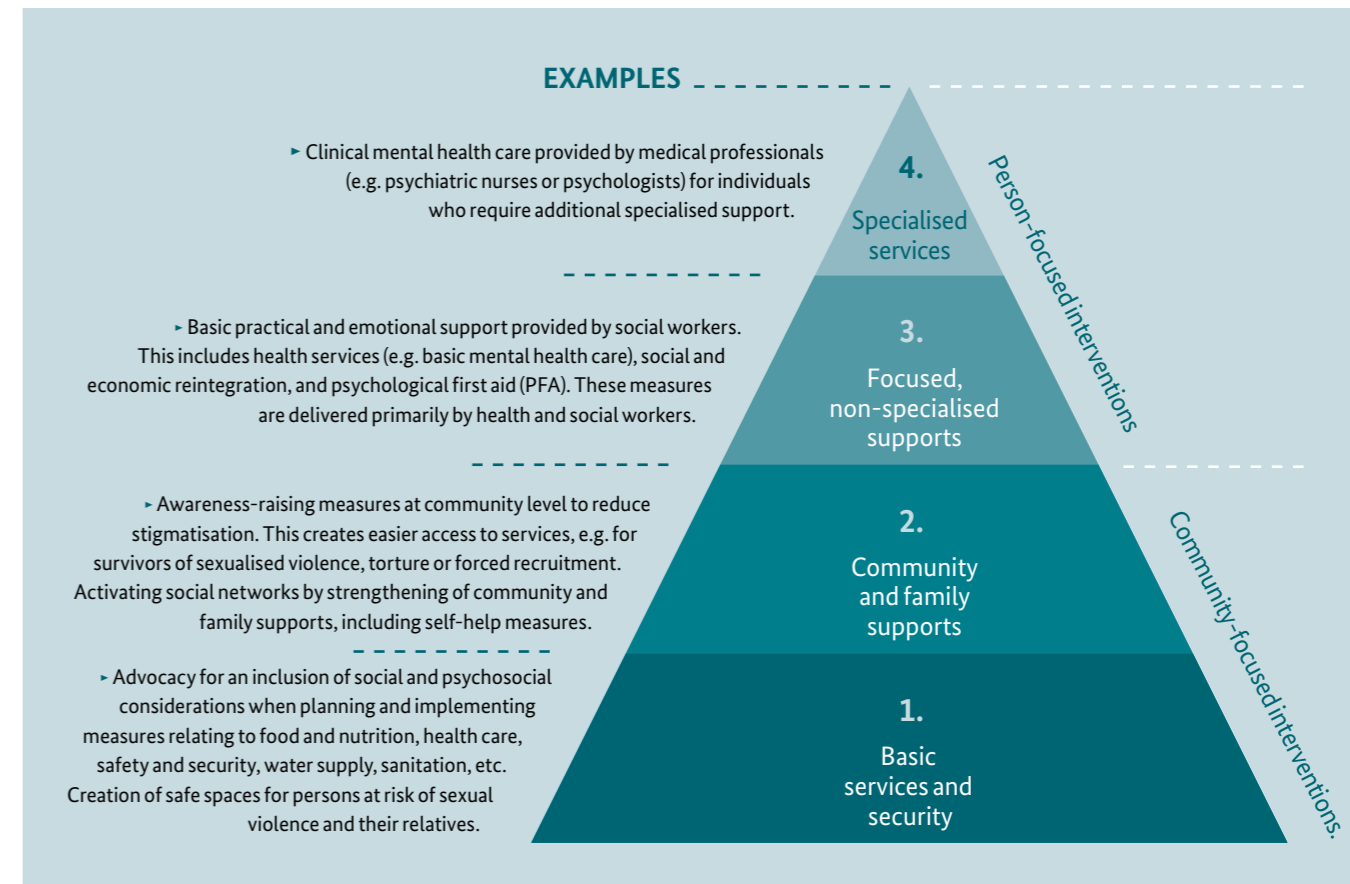 EXAMPLES
► Clinical mental health care provided by medical professionals
(e.g. psychiatric nurses or psychologists) for individuals
who require additional specialised support.
4.
Specialised
services
Person-focused interventions
► Basic practical and emotional support provided by social workers.
This includes health services (e.g. basic mental health care), social and
economic reintegration, and psychological first aid (PFA). These measures
are delivered primarily by health and social workers.
3.
Focused,
non-specialised
supports
► Awareness-raising measures at community level to reduce
stigmatisation. This creates easier access to services, e.g. for
survivors of sexualised violence, torture or forced recruitment.
Activating social networks by strengthening of community and
family supports, including self-help measures.
2.
Community
and family
supports
Community-focused interventions.
► Advocacy for an inclusion of social and psychosocial
considerations when planning and implementing
measures relating to food and nutrition, health care,
safety and security, water supply, sanitation, etc.
Creation of safe spaces for persons at risk of sexual
violence and their relatives.
1.
Basic
services and
security